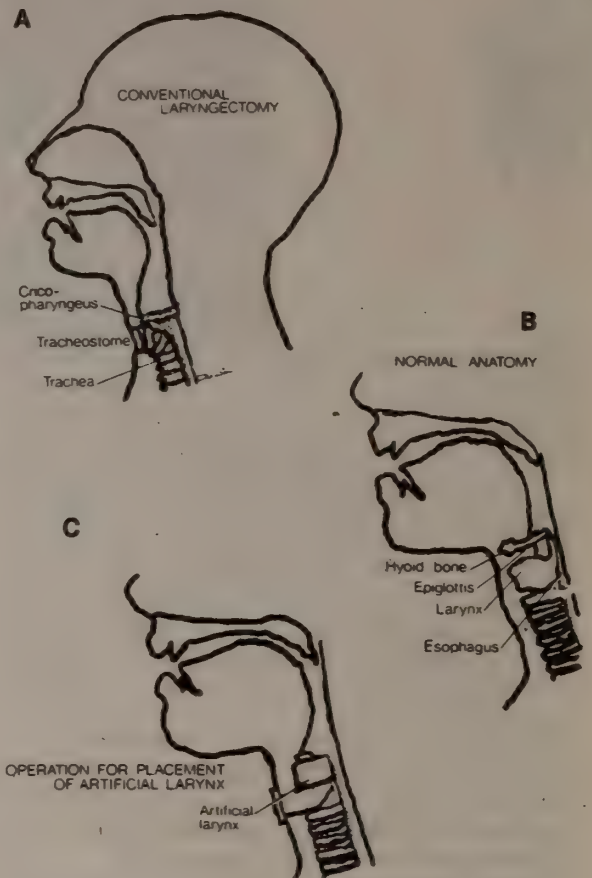 A
CONVENTIONAL
LARYNGECTOMY
Crico-
pharyngeus
Tracheostome
Trachea
B
NORMAL ANATOMY
Hyoid bone
Epiglottis
Larynx
Esophagus
C
OPERATION FOR PLACEMENT
OF ARTIFICIAL LARYNX
Artificial
larynx